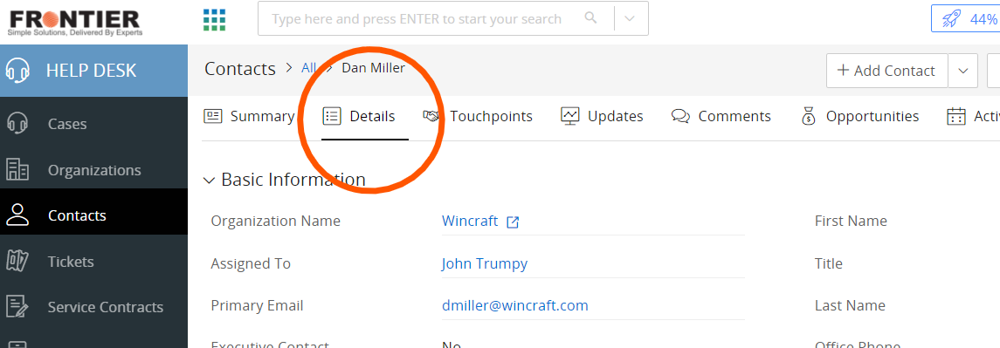 FRONTIER
Simple Solutions, Delivered By Experts
Type here and press ENTER to start your search
44%
HELP DESK
Contacts > All > Dan Miller
+ Add Contact
Summary Details Touchpoints Updates Comments Opportunities Acti
Cases
Organizations
Contacts
Tickets
Service Contracts
Basic Information
Organization Name Wincraft First Name
Assigned To John Trumpy Title
Primary Email dmiller@wincraft.com Last Name
Executive Contact No Office Phone